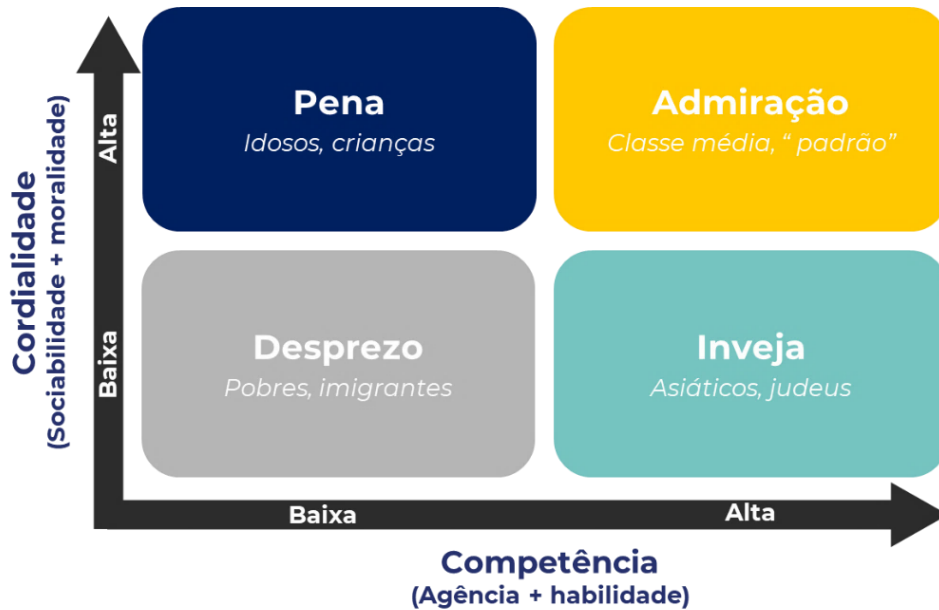 Cordialidade
(Sociabilidade + moralidade)
Alta
Baixa
Pena
Idosos, crianças
Admiração
Classe média, “ padrão”
Desprezo
Pobres, imigrantes
Inveja
Asiáticos, judeus
Baixa
Alta
Competência
(Agência + habilidade)